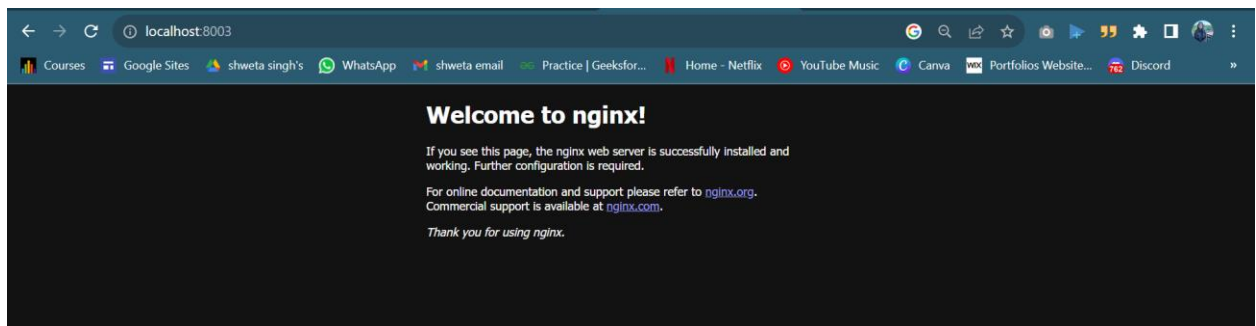 localhost:8003
Courses Google Sites shweta singh's WhatsApp shweta email Practice | Geeksfor... Home - Netflix YouTube Music Canva WIX Portfolios Website... 762 Discord »
Welcome to nginx!
If you see this page, the nginx web server is successfully installed and
working. Further configuration is required.
For online documentation and support please refer to nginx.org.
Commercial support is available at nginx.com.
Thank you for using nginx.